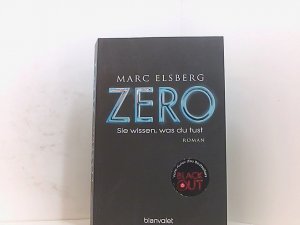 MARC ELSBERG
ZERO
Sie wissen, was du tust
ROMAN
BLACK
OUT
blanvalet